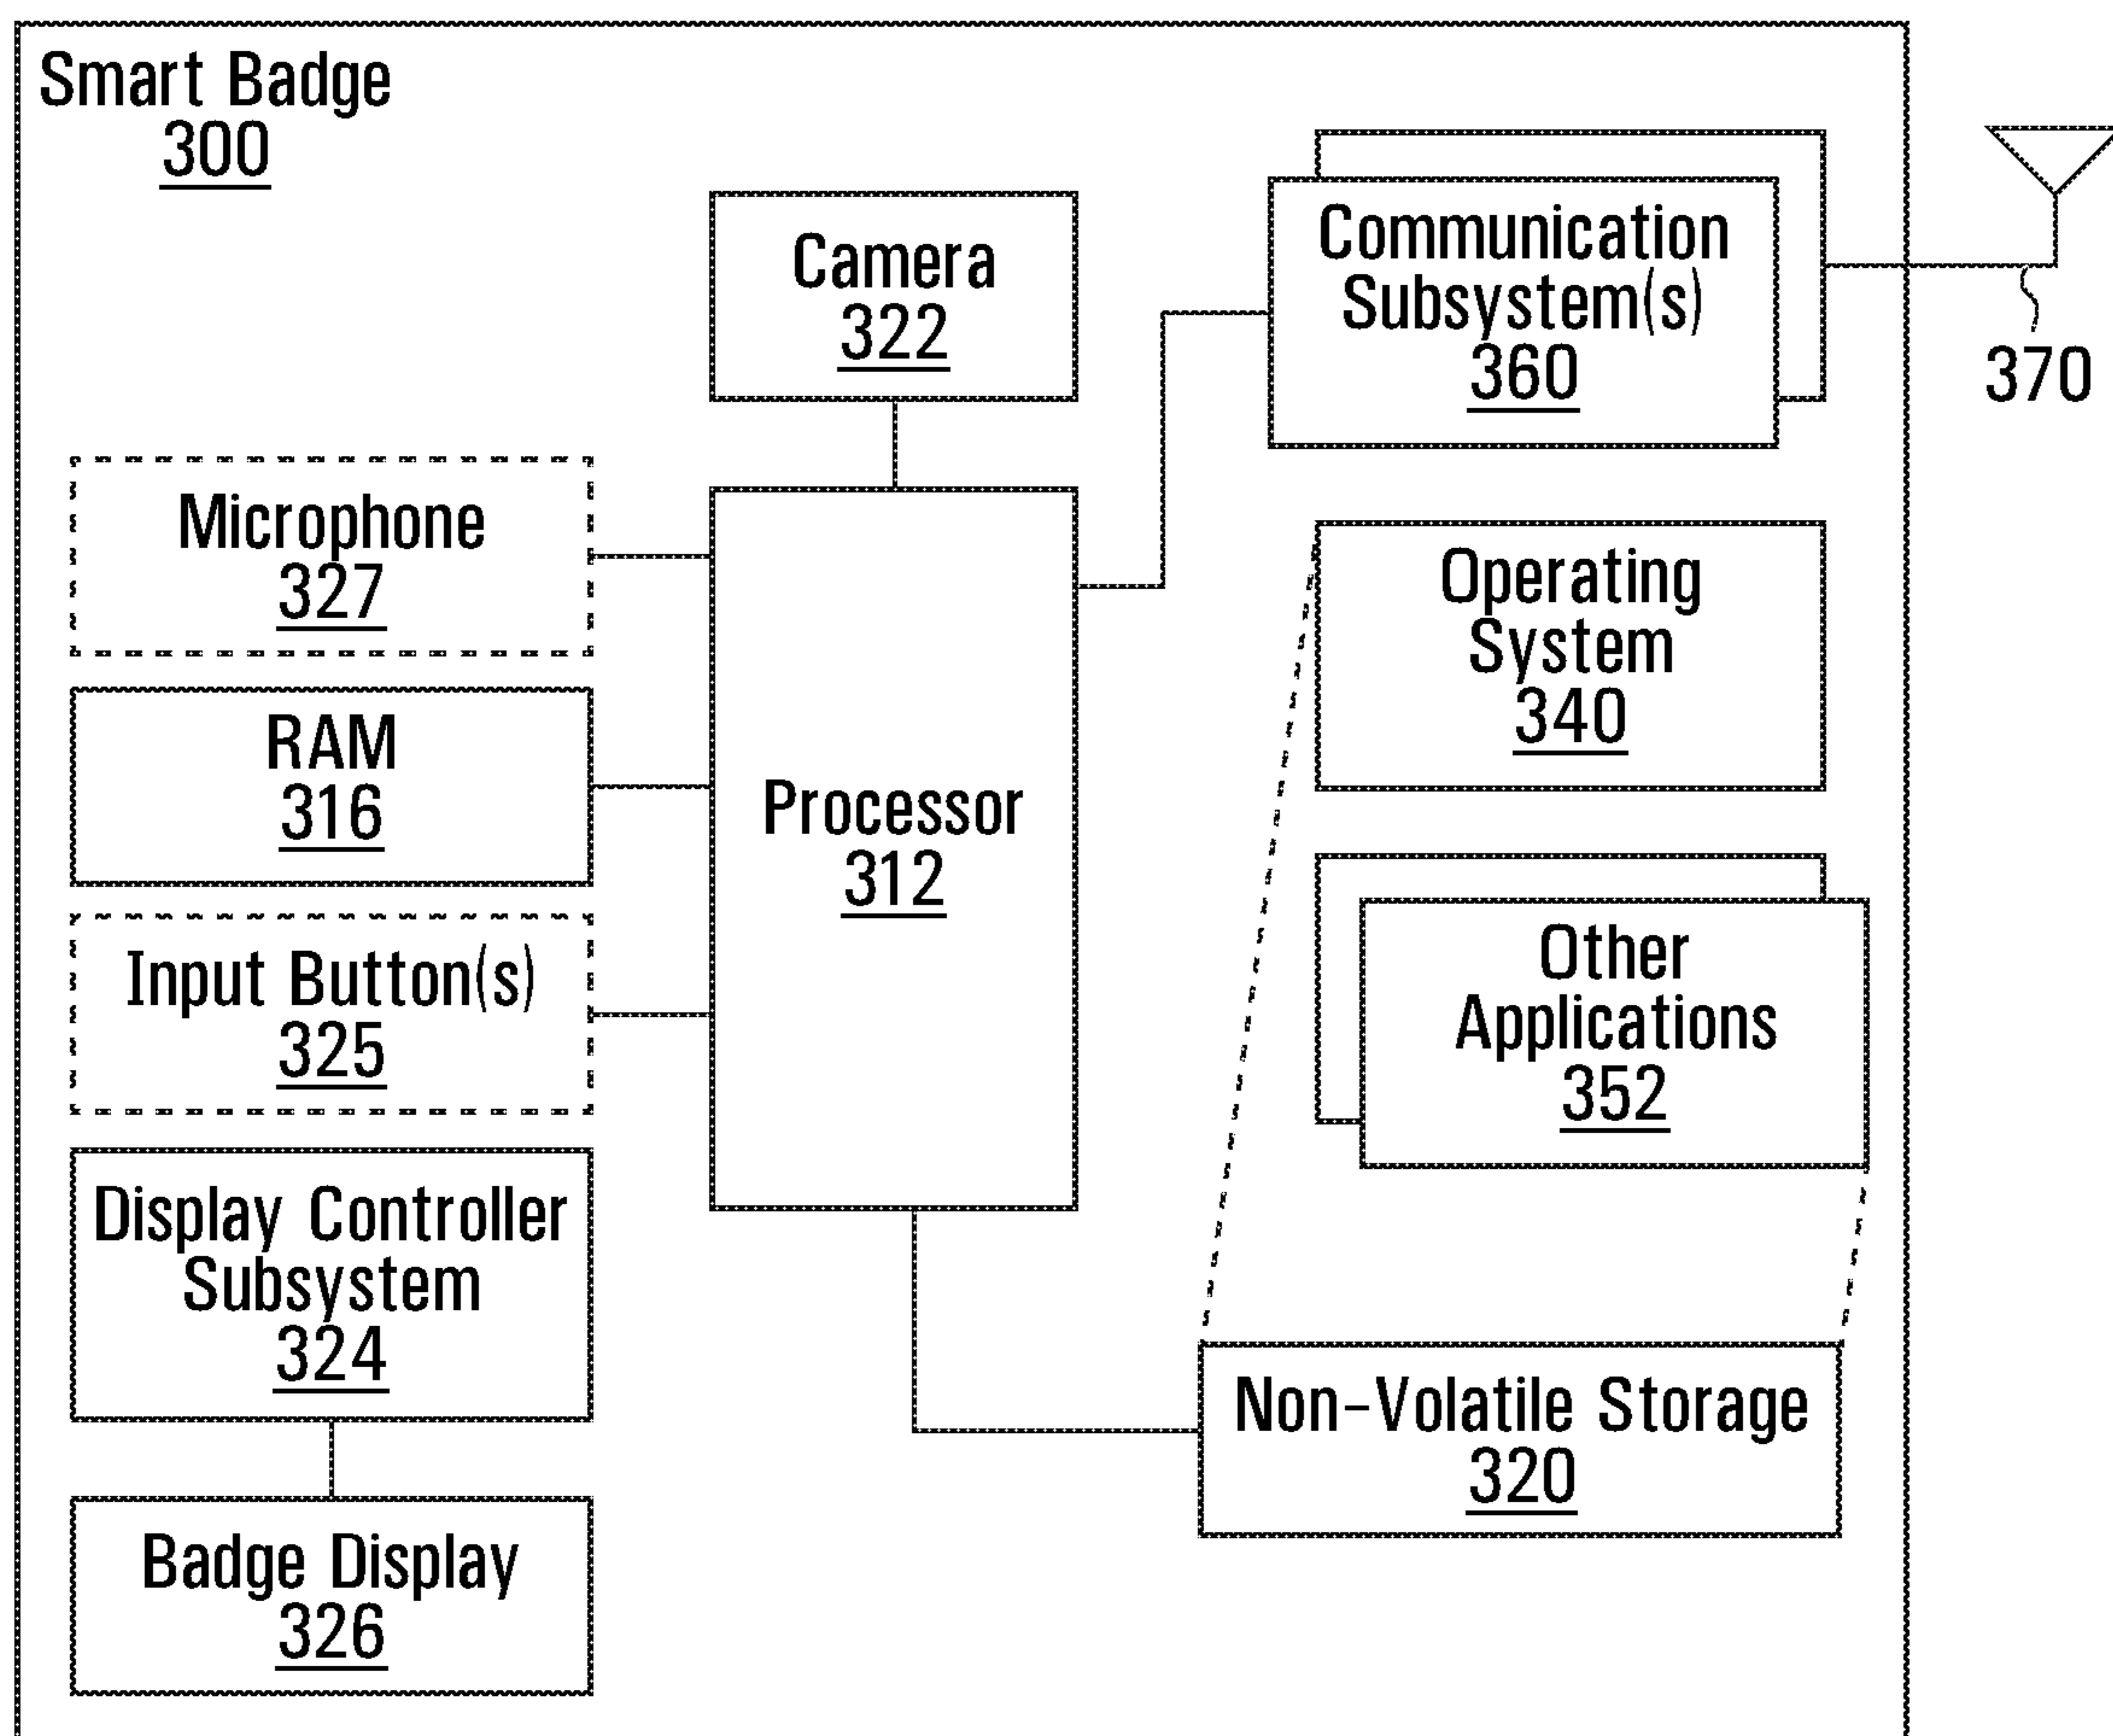 Smart Badge
300
Camera
322
Communication
Subsystem(s)
360
370
Microphone
327
Operating
System
340
RAM
316
Processor
312
Other
Applications
352
Input Button(s)
325
Display Controller
Subsystem
324
Non-Volatile Storage
320
Badge Display
326